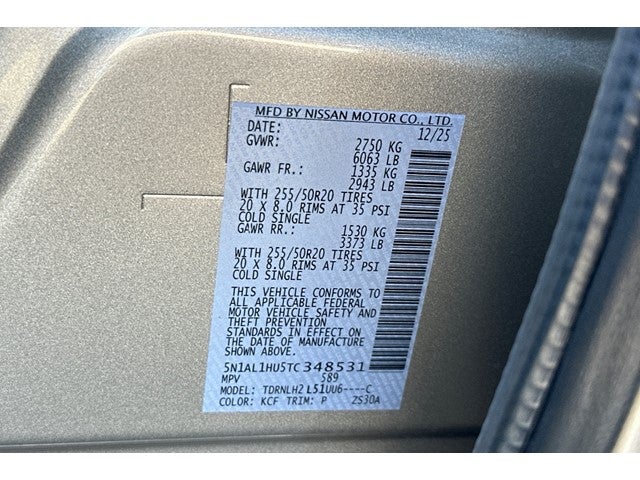 MFD BY NISSAN MOTOR CO., LTD.
DATE: 12/25
GVWR: 2750 KG
6063 LB
GAWR FR.: 1335 KG
2943 LB
WITH 255/50R20 TIRES
20 X 8.0 RIMS AT 35 PSI
COLD SINGLE
GAWR RR.: 1530 KG
3373 LB
WITH 255/50R20 TIRES
20 X 8.0 RIMS AT 35 PSI
COLD SINGLE
THIS VEHICLE CONFORMS TO
ALL APPLICABLE FEDERAL
MOTOR VEHICLE SAFETY AND
THEFT PREVENTION
STANDARDS IN EFFECT ON
THE DATE OF MANUFACTURE
SHOWN ABOVE.
5N1AL1HU5TC348531
MPV 589
MODEL: TDRNLH2 L51UU6----C
COLOR: KCF TRIM: P ZS30A